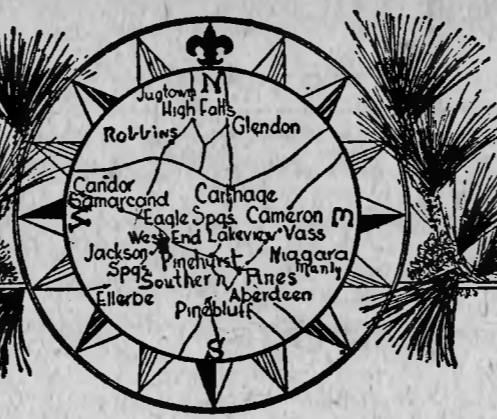 N
Jugtown
High Falls
Robbins Glendon
Candor Carthage
Samarcand
W Eagle Spgs. Cameron E
West End Lakeview Vass
Jackson Pinehurst Niagara
Spgs. Southern Pines Manly
Ellerbe Aberdeen
Pinebluff
S